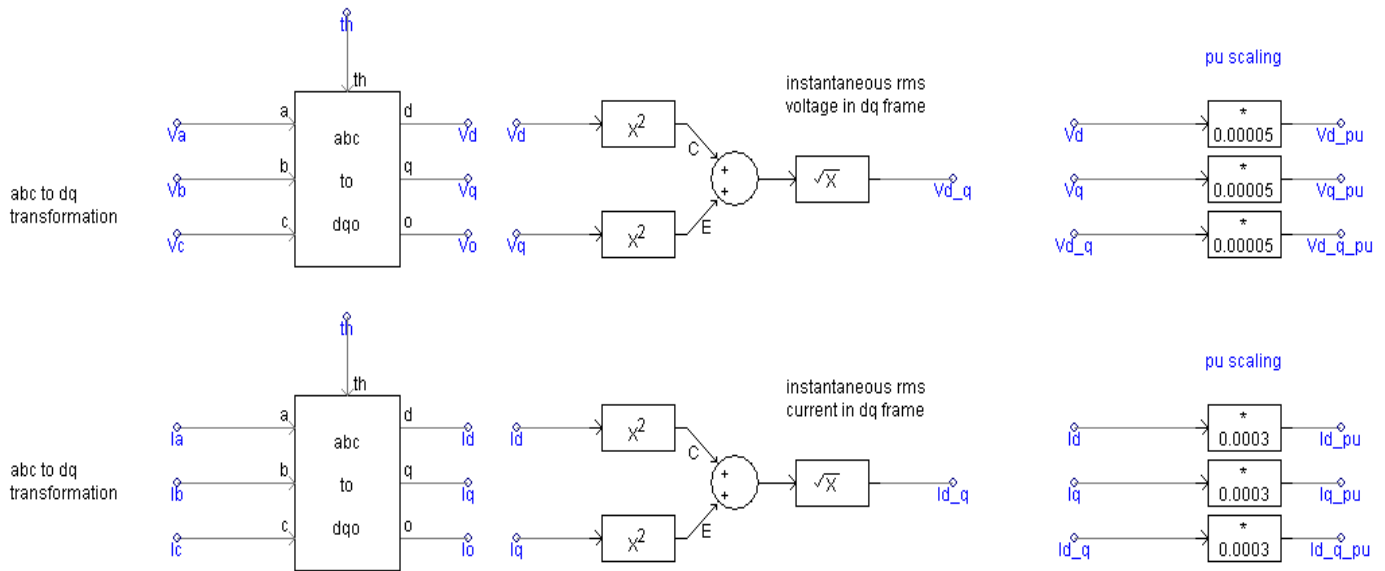 th
pu scaling
instantaneous rms
voltage in dq frame
th
a
d
Va
abc
Vd
Vd
X2
C
Vd
*
0.00005
Vd_pu
abc to dq
transformation
b
q
Vb
to
Vq
+
+
√X
Vd_q
Vq
*
0.00005
Vq_pu
c
o
Vc
dqo
Vo
Vq
X2
E
Vd_q
*
0.00005
Vd_q_pu
th
pu scaling
instantaneous rms
current in dq frame
th
a
d
Ia
abc
Id
Id
X2
C
Id
*
0.0003
Id_pu
abc to dq
transformation
b
q
Ib
to
Iq
+
+
√X
Id_q
Iq
*
0.0003
Iq_pu
c
o
Ic
dqo
Io
Iq
X2
E
Id_q
*
0.0003
Id_q_pu